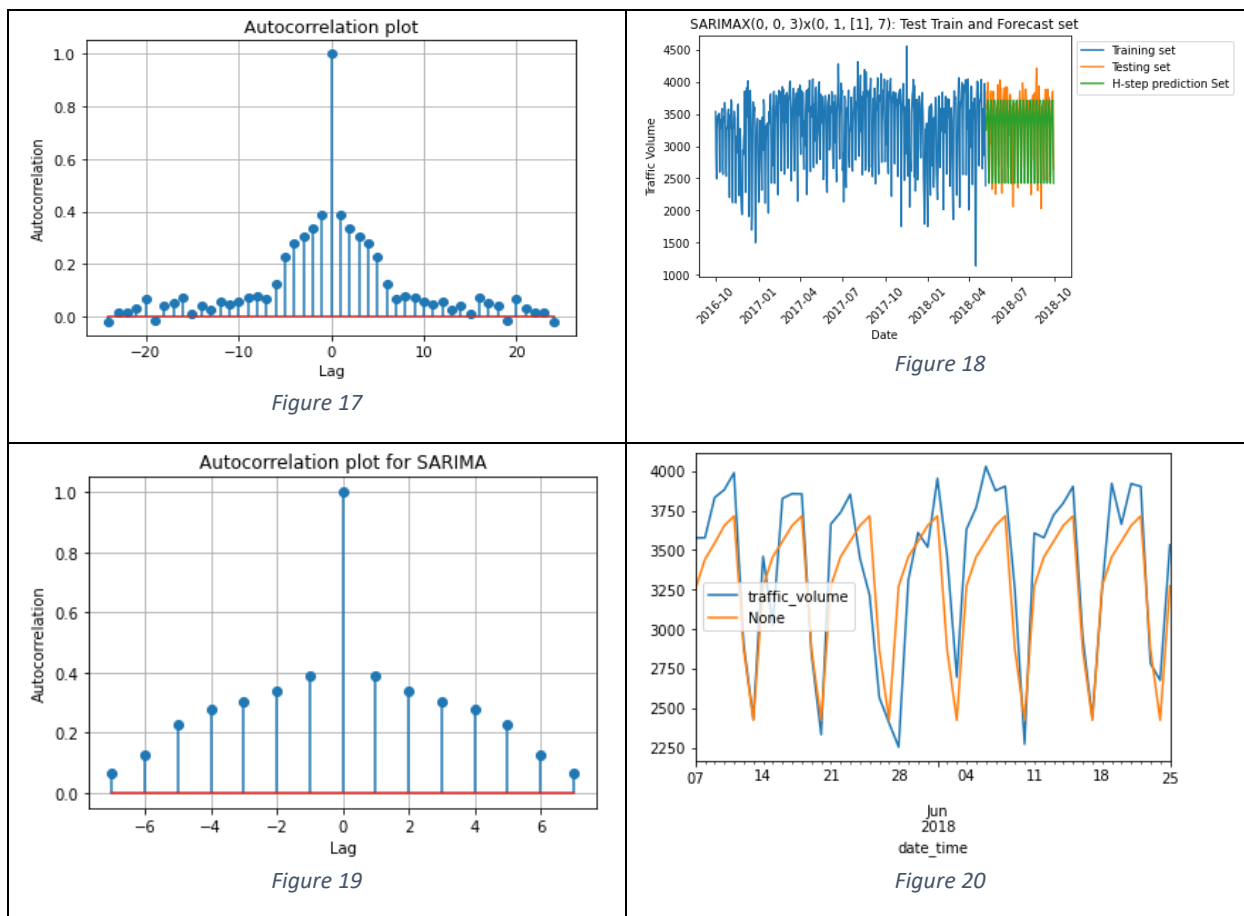 Autocorrelation plot
1.0
0.8
0.6
0.4
0.2
0.0
Autocorrelation
−20
−10
0
10
20
Lag
Figure 17
SARIMAX(0, 0, 3)x(0, 1, [1], 7): Test Train and Forecast set
4500
4000
3500
3000
2500
2000
1500
1000
Traffic Volume
2016-10
2017-01
2017-04
2017-07
2017-10
2018-01
2018-04
2018-07
2018-10
Date
Training set
Testing set
H-step prediction Set
Figure 18
Autocorrelation plot for SARIMA
1.0
0.8
0.6
0.4
0.2
0.0
Autocorrelation
−6
−4
−2
0
2
4
6
Lag
Figure 19
4000
3750
3500
3250
3000
2750
2500
2250
traffic_volume
None
07
14
21
28
04
11
18
25
Jun
2018
date_time
Figure 20